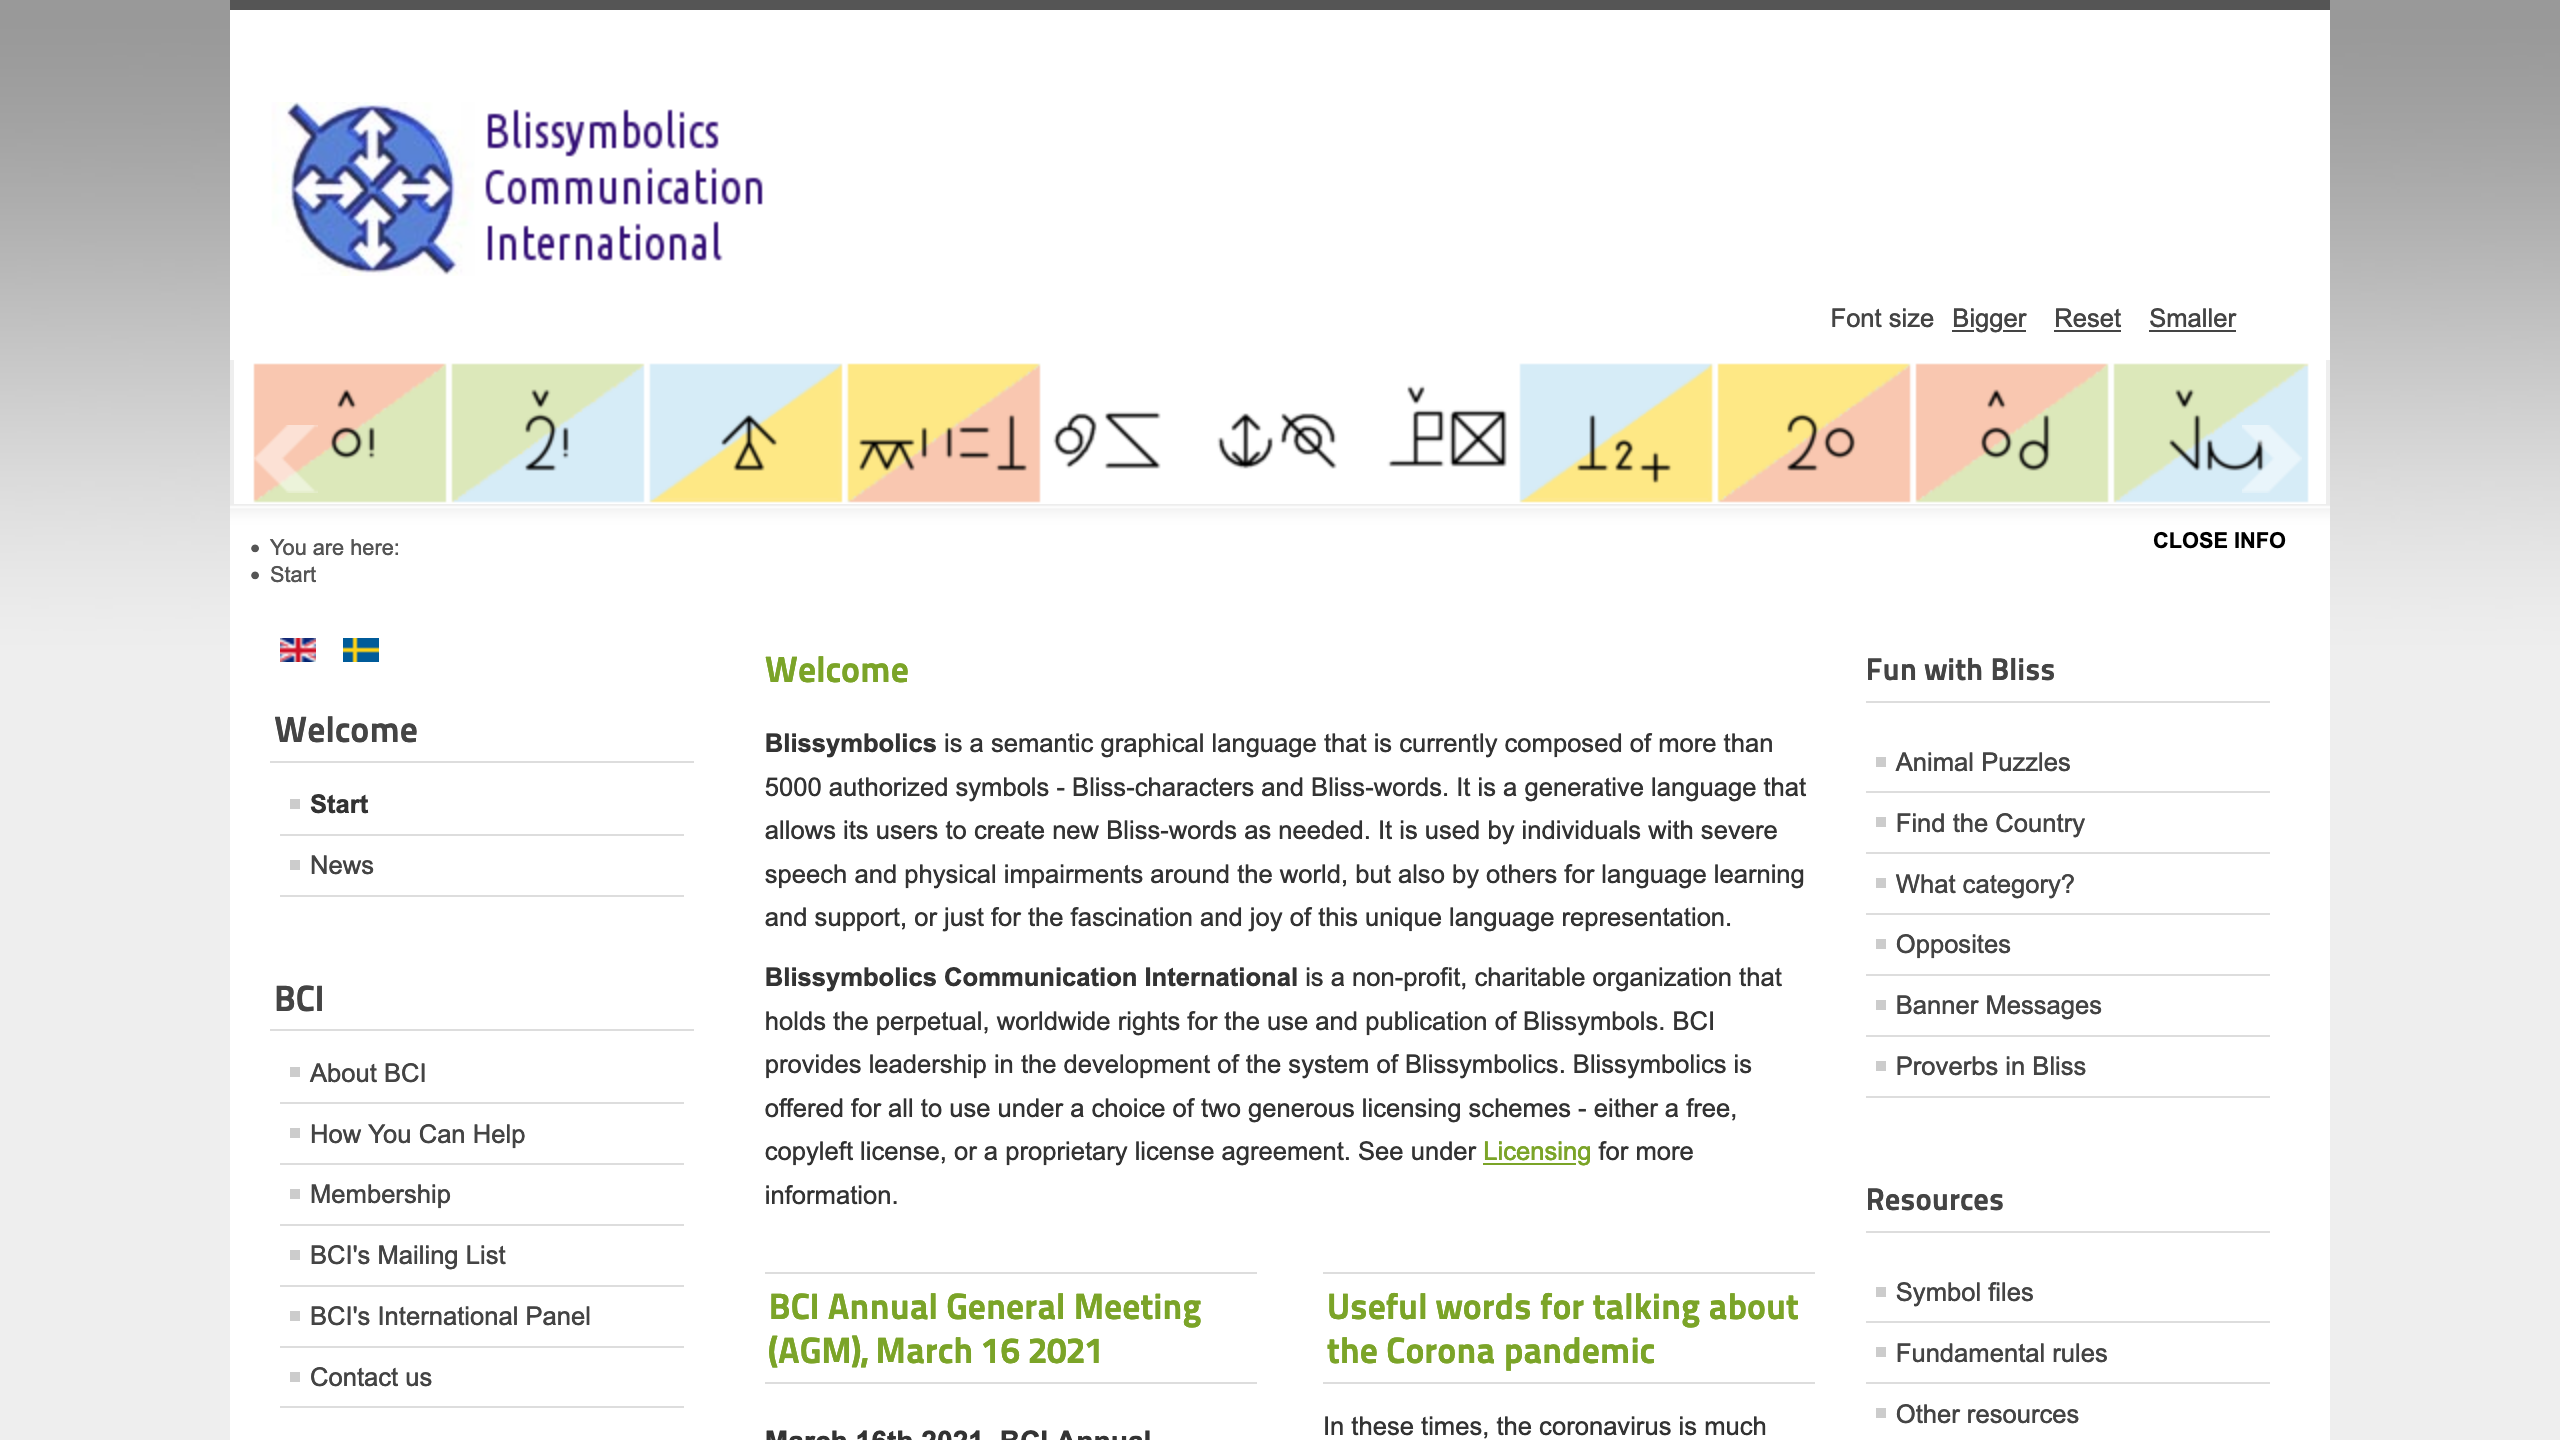 Blissymbolics
Communication
International
Font size Bigger Reset Smaller
You are here:
Start
CLOSE INFO
Welcome
Start
News
BCI
About BCI
How You Can Help
Membership
BCI's Mailing List
BCI's International Panel
Contact us
Welcome
Blissymbolics is a semantic graphical language that is currently composed of more than
5000 authorized symbols - Bliss-characters and Bliss-words. It is a generative language that
allows its users to create new Bliss-words as needed. It is used by individuals with severe
speech and physical impairments around the world, but also by others for language learning
and support, or just for the fascination and joy of this unique language representation.
Blissymbolics Communication International is a non-profit, charitable organization that
holds the perpetual, worldwide rights for the use and publication of Blissymbols. BCI
provides leadership in the development of the system of Blissymbolics. Blissymbolics is
offered for all to use under a choice of two generous licensing schemes - either a free,
copyleft license, or a proprietary license agreement. See under Licensing for more
information.
BCI Annual General Meeting
(AGM), March 16 2021
March 16th 2021, BCI Annual
Useful words for talking about
the Corona pandemic
In these times, the coronavirus is much
Fun with Bliss
Animal Puzzles
Find the Country
What category?
Opposites
Banner Messages
Proverbs in Bliss
Resources
Symbol files
Fundamental rules
Other resources